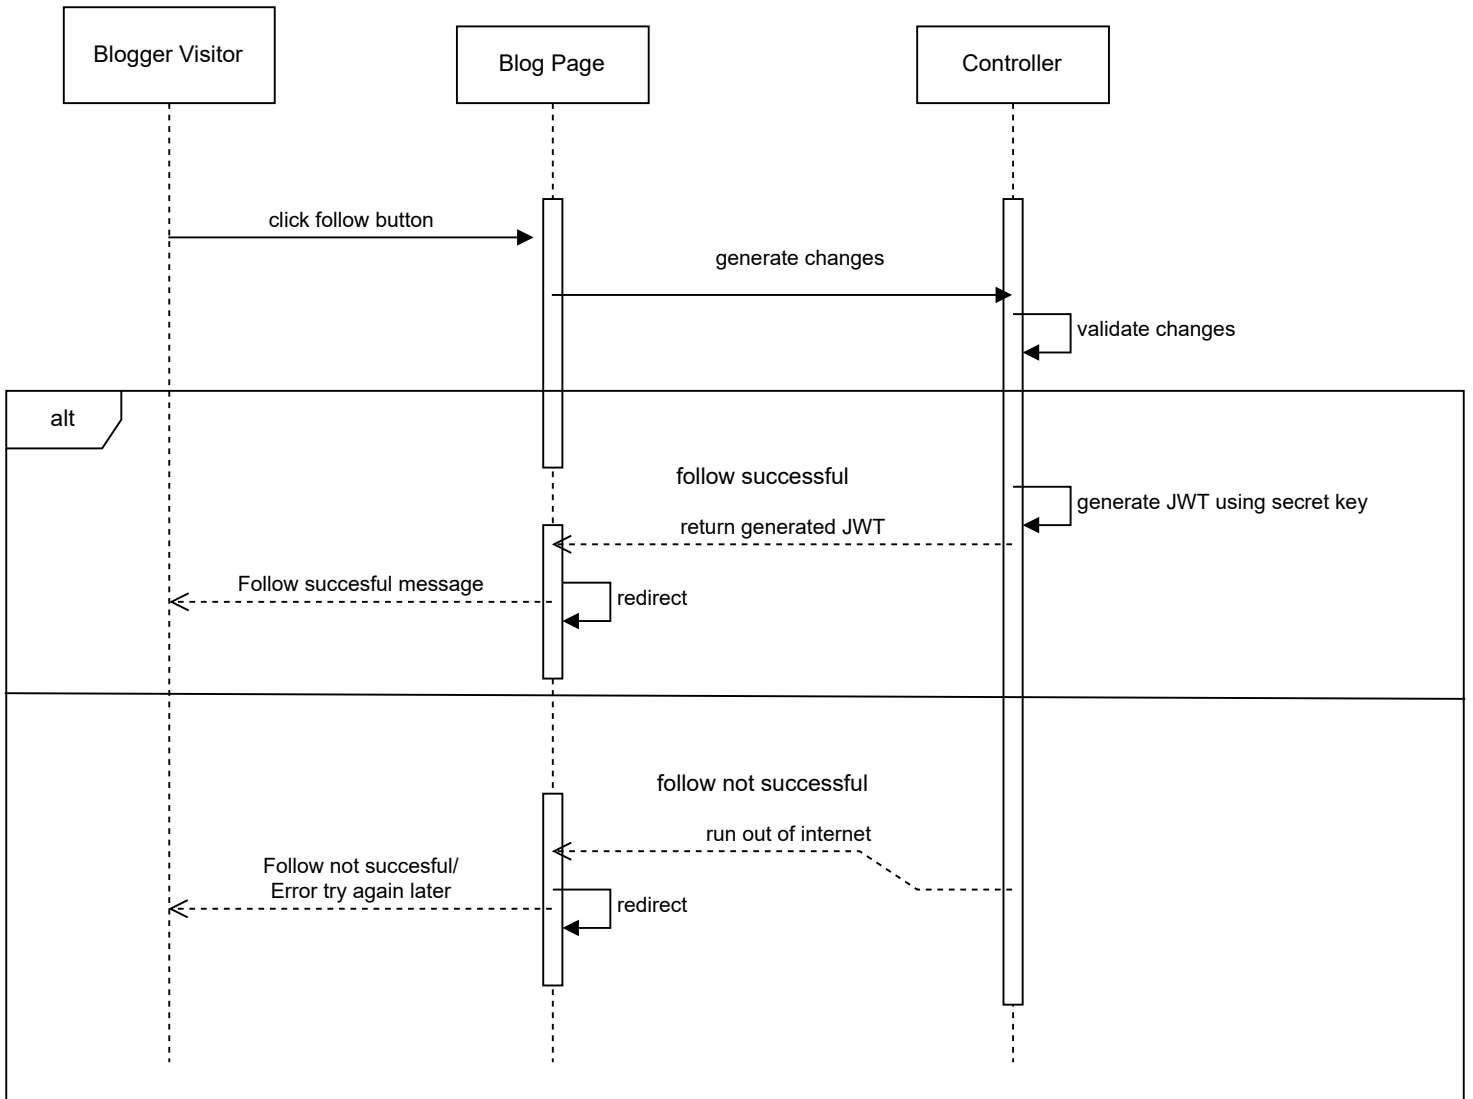 Blogger Visitor
Blog Page
Controller
click follow button
generate changes
validate changes
alt
follow successful
generate JWT using secret key
return generated JWT
Follow succesful message
redirect
follow not successful
run out of internet
Follow not succesful/
Error try again later
redirect